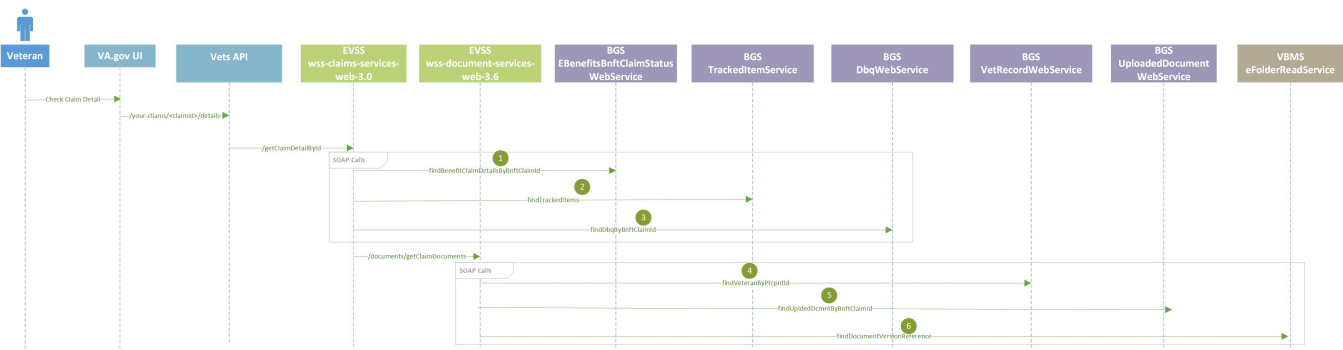 Veteran
VA.gov UI
Vets API
EVSS
wss-claims-services-
web-3.0
EVSS
wss-document-services-
web-3.6
BGS
EBenefitsBnftClaimStatus
WebService
BGS
TrackedItemService
BGS
DbqWebService
BGS
VetRecordWebService
BGS
UploadedDocument
WebService
VBMS
eFolderReadService
Check Claim Detail
/your-cliams/<claimId>/details
/getClaimDetailById
SOAP Calls
1
findBenefitClaimDetailsByBnftClaimId
2
findTrackedItems
3
findDbqByBnftClaimId
/documents/getClaimDocuments
SOAP Calls
4
findVeteranByPtcpntId
5
findUpldedDcmntByBnftClaimId
6
findDocumentVersionReference